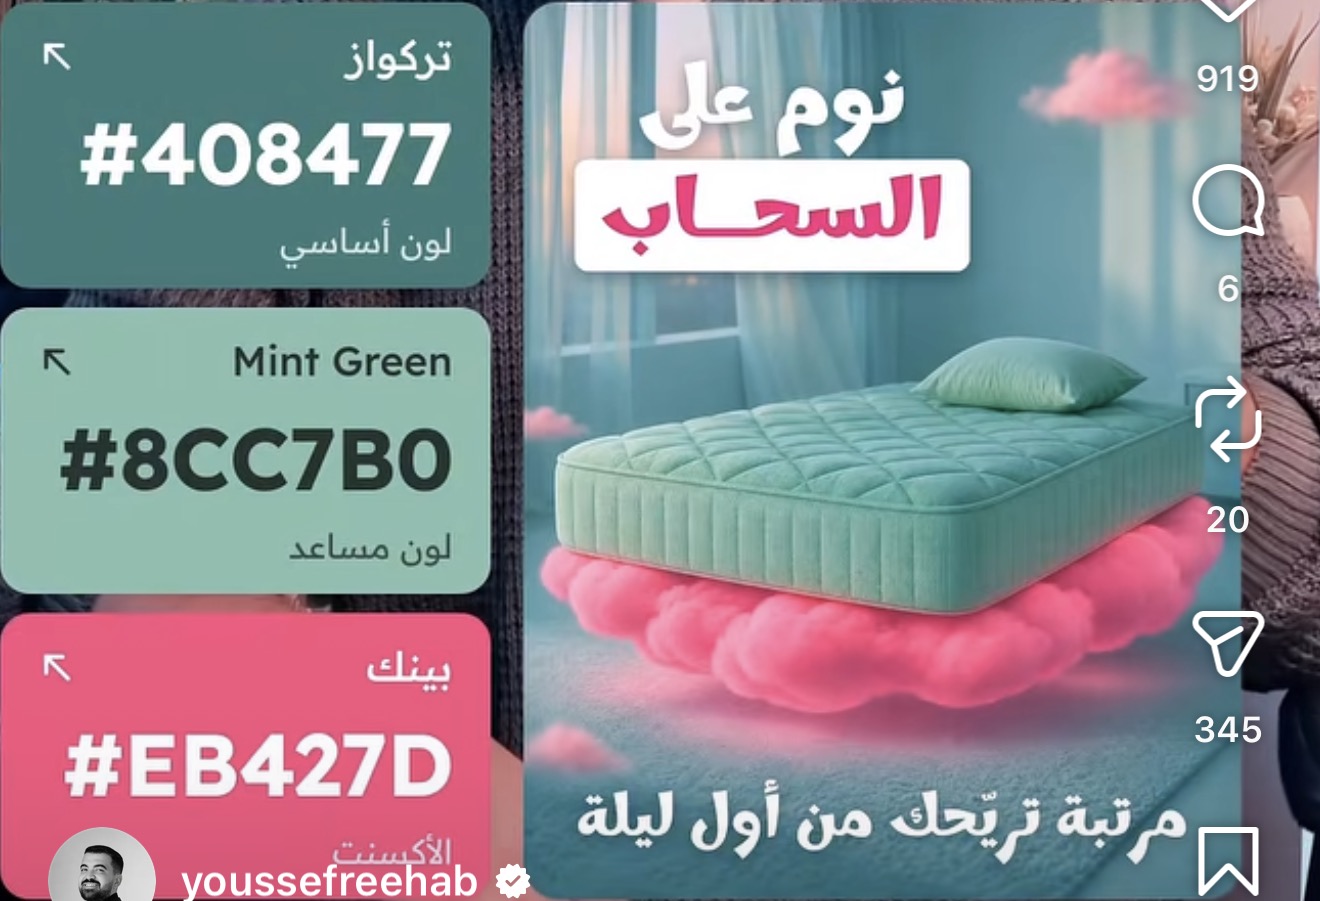 تركواز
#408477
لون أساسي
Mint Green
#8CC7B0
لون مساعد
بينك
#EB427D
الأكسنت
youssefreehab
نوم على
السحاب
مرتبة تريّحك من أول ليلة
919
6
20
345